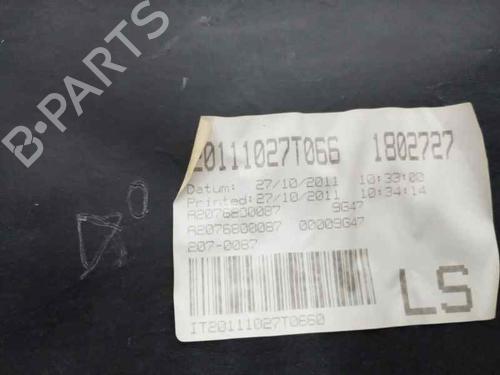 B-PARTS
20111027T066 1802727
Datum: 27/10/2011 10:33:00
Printed:27/10/2011 10:34:14
A2076800087 9G47
A2076800087 00009G47
207-0087
LS
IT20111027T0660